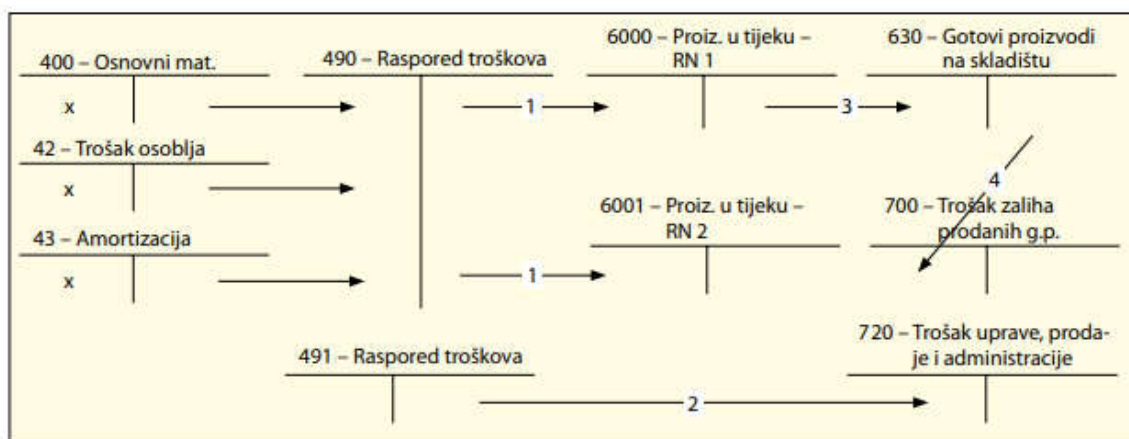 400 – Osnovni mat.
490 – Raspored troškova
6000 – Proiz. u tijeku –
RN 1
630 – Gotovi proizvodi
na skladištu
x
1
3
42 – Trošak osoblja
x
4
6001 – Proiz. u tijeku –
RN 2
700 – Trošak zaliha
prodanih g.p.
43 – Amortizacija
x
1
491 – Raspored troškova
720 – Trošak uprave, proda-
je i administracije
2